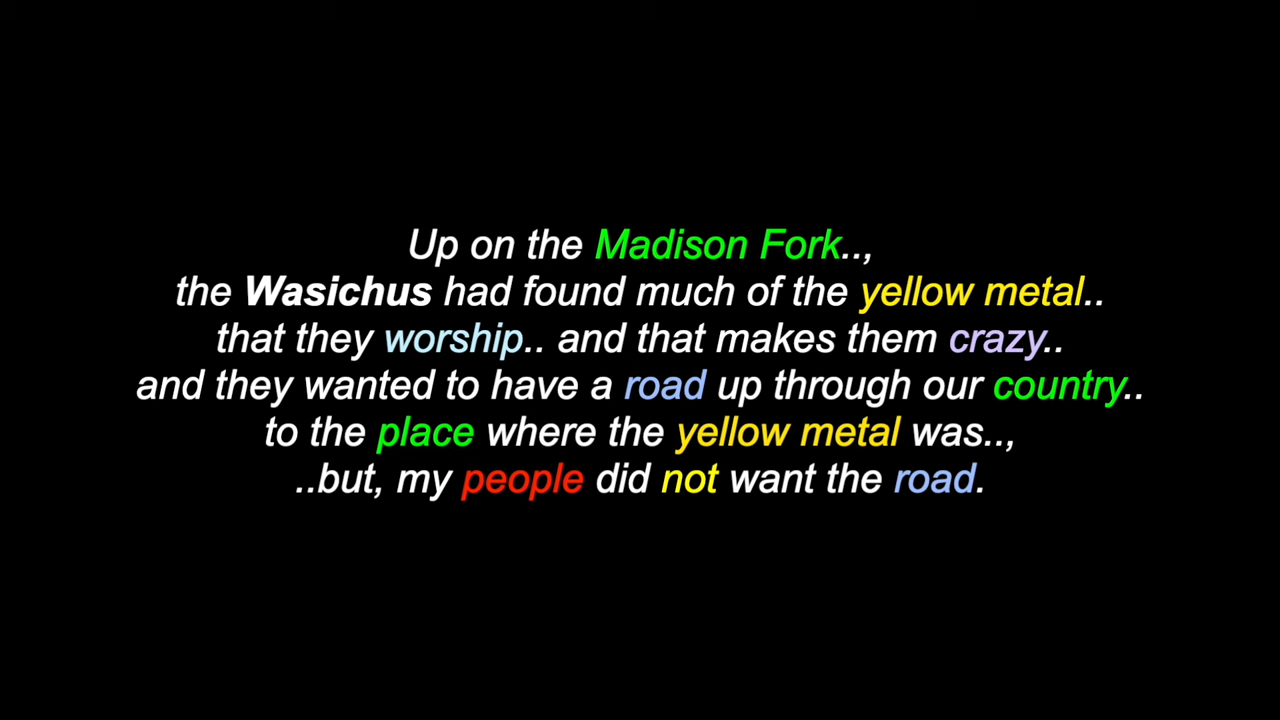 Up on the Madison Fork..,
the Wasichus had found much of the yellow metal..
that they worship.. and that makes them crazy..
and they wanted to have a road up through our country..
to the place where the yellow metal was..,
..but, my people did not want the road.